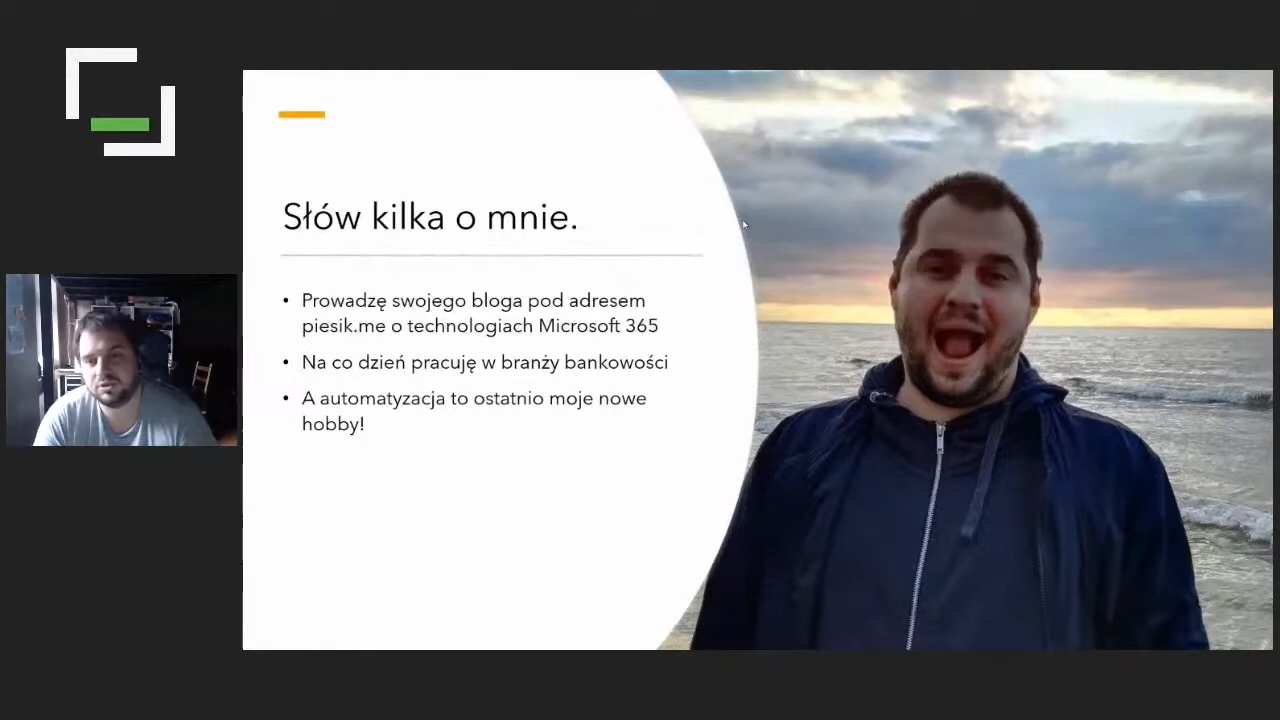 Słów kilka o mnie.
• Prowadzę swojego bloga pod adresem
piesik.me o technologiach Microsoft 365
• Na co dzień pracuję w branży bankowości
• A automatyzacja to ostatnio moje nowe
hobby!